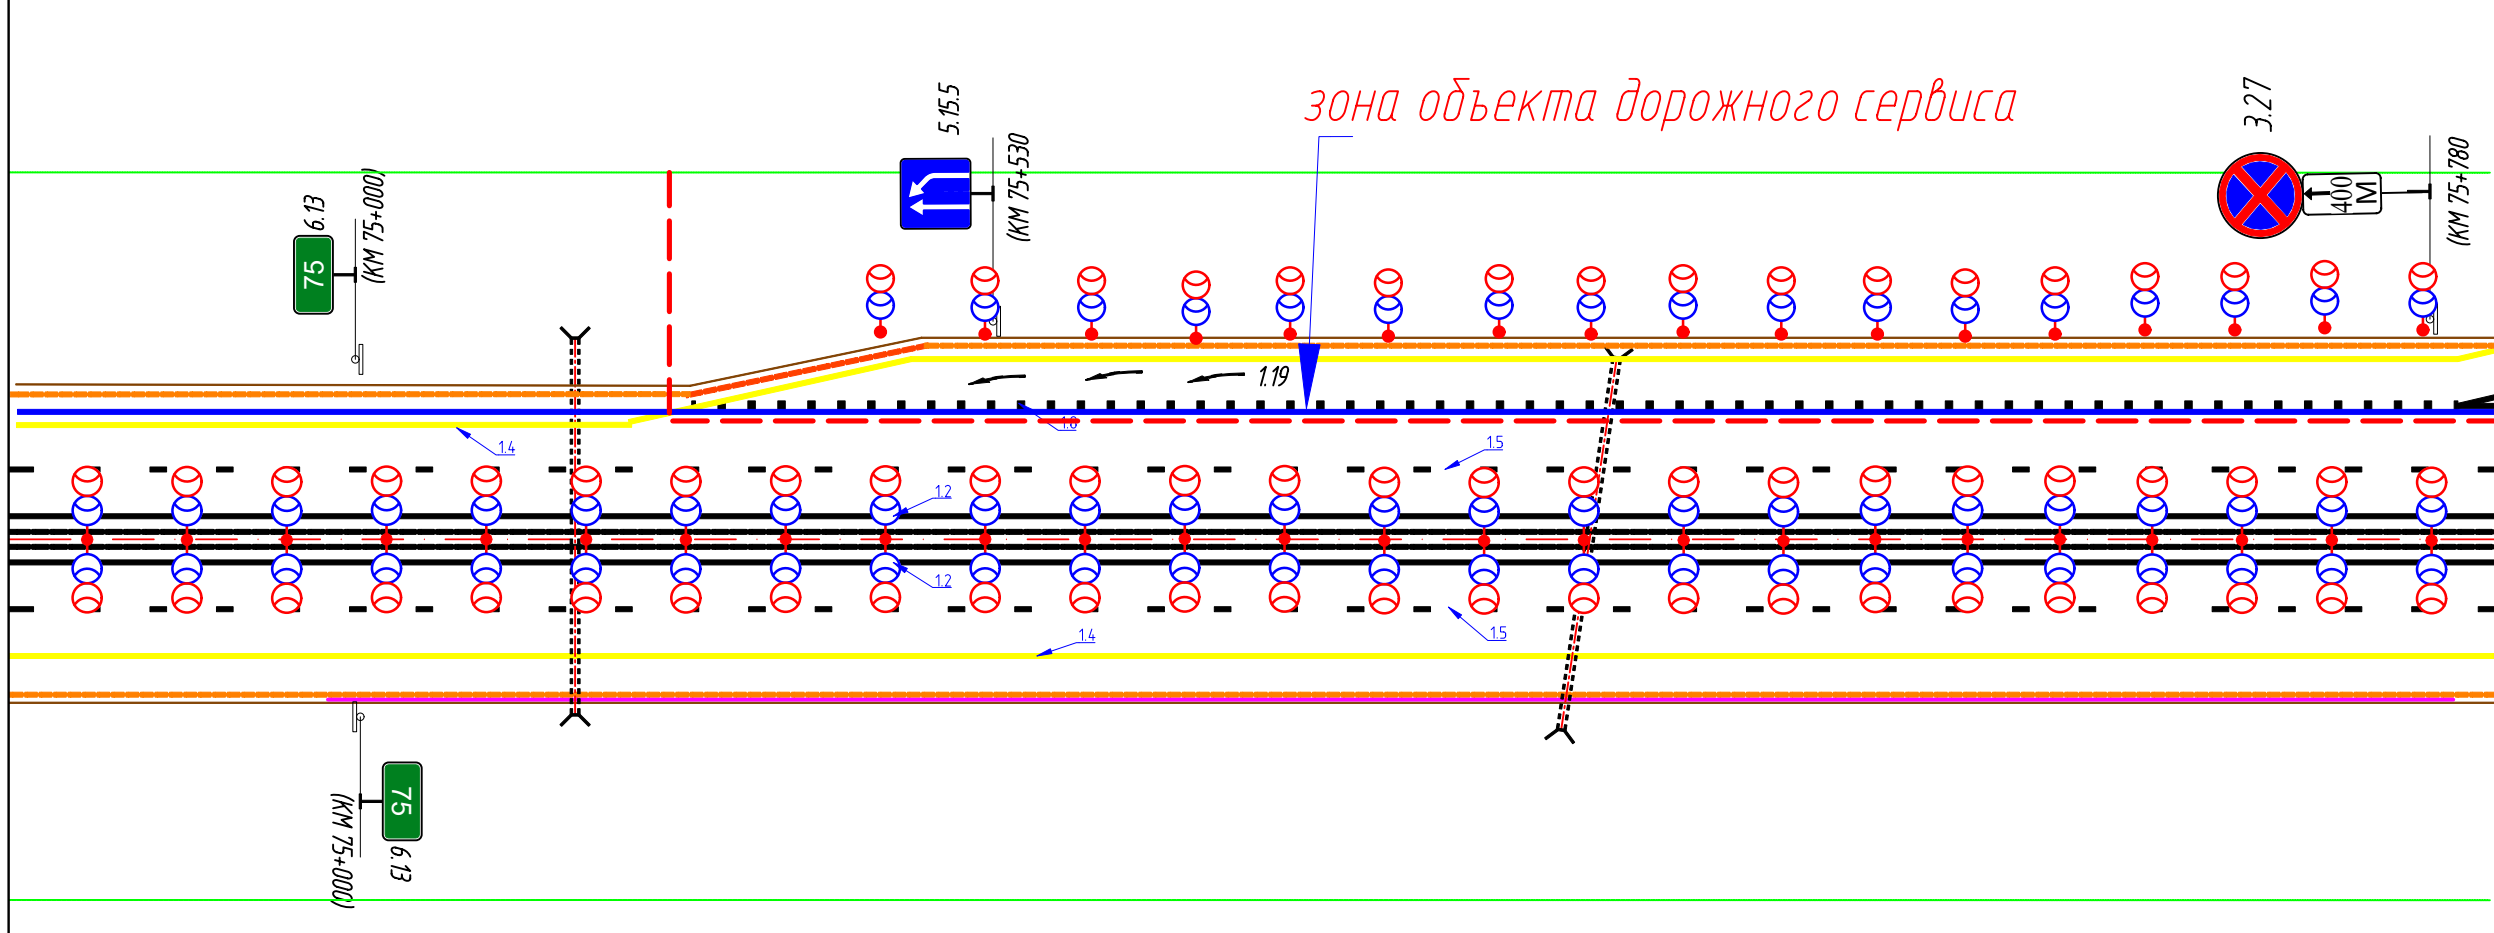 зона объекта дорожного сервиса
5.15.5
(КМ 75+530)
3.27
400
М
(КМ 75+780)
6.13
75
(КМ 75+000)
1.19
1.8
1.4
1.5
1.2
1.2
1.5
1.4
75
(КМ 75+000)
6.13